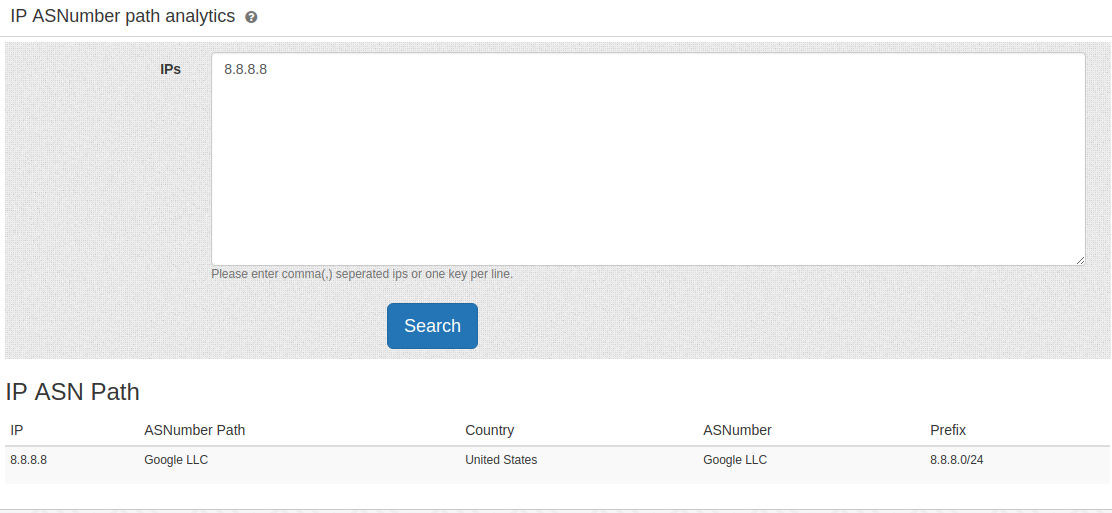 IP ASNumber path analytics ?
IPs
8.8.8.8
Please enter comma(,) seperated ips or one key per line.
Search
IP ASN Path
IP ASNumber Path Country ASNumber Prefix
8.8.8.8 Google LLC United States Google LLC 8.8.8.0/24